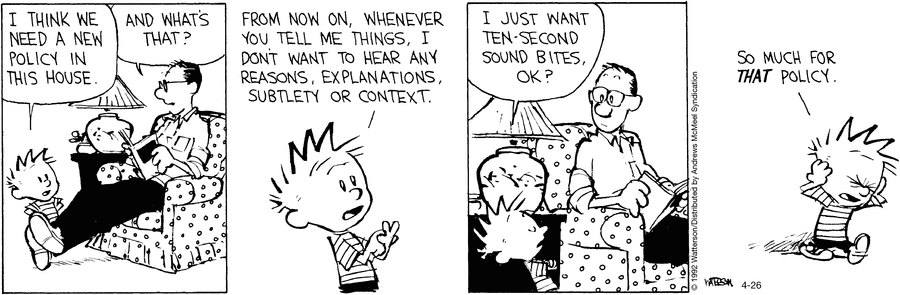 I THINK WE
NEED A NEW
POLICY IN
THIS HOUSE.
AND WHAT'S
THAT?
FROM NOW ON, WHENEVER
YOU TELL ME THINGS, I
DON'T WANT TO HEAR ANY
REASONS, EXPLANATIONS,
SUBTLETY OR CONTEXT.
I JUST WANT
TEN-SECOND
SOUND BITES,
OK?
© 1992 Watterson/Distributed by Andrews McMeel Syndication
SO MUCH FOR
THAT POLICY.
WATTERSON 4-26